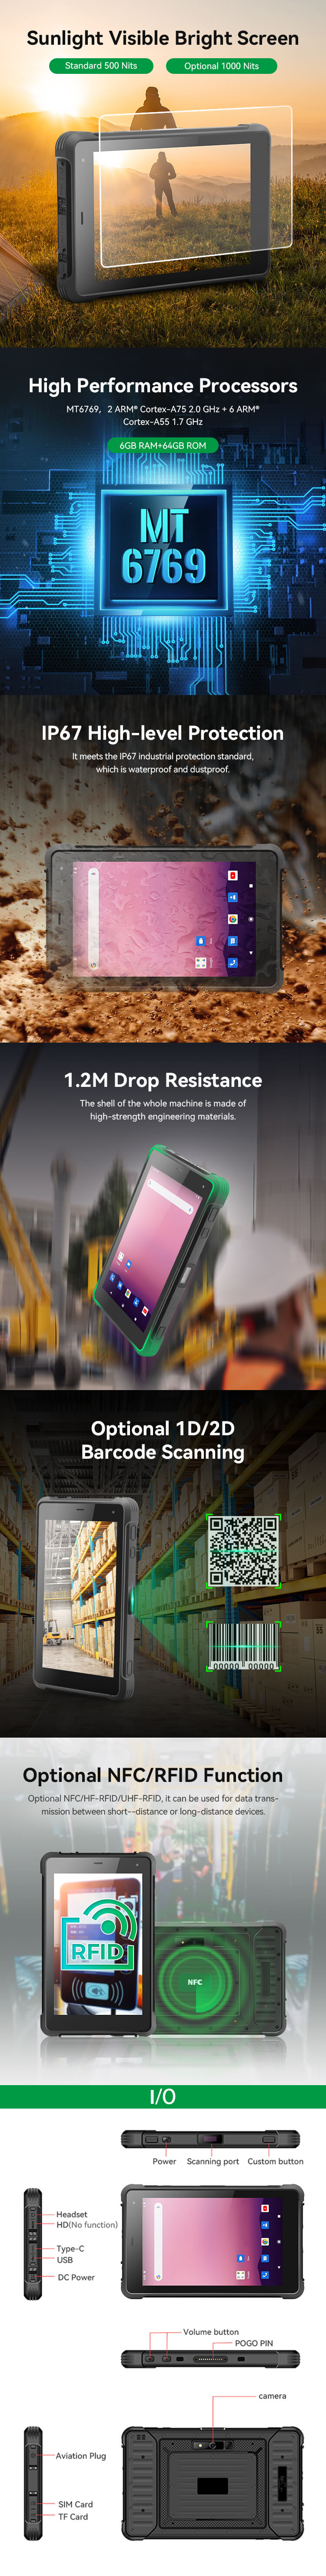 Sunlight Visible Bright Screen
Standard 500 Nits
Optional 1000 Nits
High Performance Processors
MT6769, 2 ARM® Cortex-A75 2.0 GHz + 6 ARM®
Cortex-A55 1.7 GHz
6GB RAM+64GB ROM
MT
6769
IP67 High-level Protection
It meets the IP67 industrial protection standard,
which is waterproof and dustproof.
1.2M Drop Resistance
The shell of the whole machine is made of
high-strength engineering materials.
Optional 1D/2D
Barcode Scanning
00000 00000
Optional NFC/RFID Function
Optional NFC/HF-RFID/UHF-RFID, it can be used for data trans-
mission between short--distance or long-distance devices.
RFID
NFC
I/O
Power
Scanning port
Custom button
Headset
HD(No function)
Type-C
USB
DC Power
Volume button
POGO PIN
camera
Aviation Plug
SIM Card
TF Card